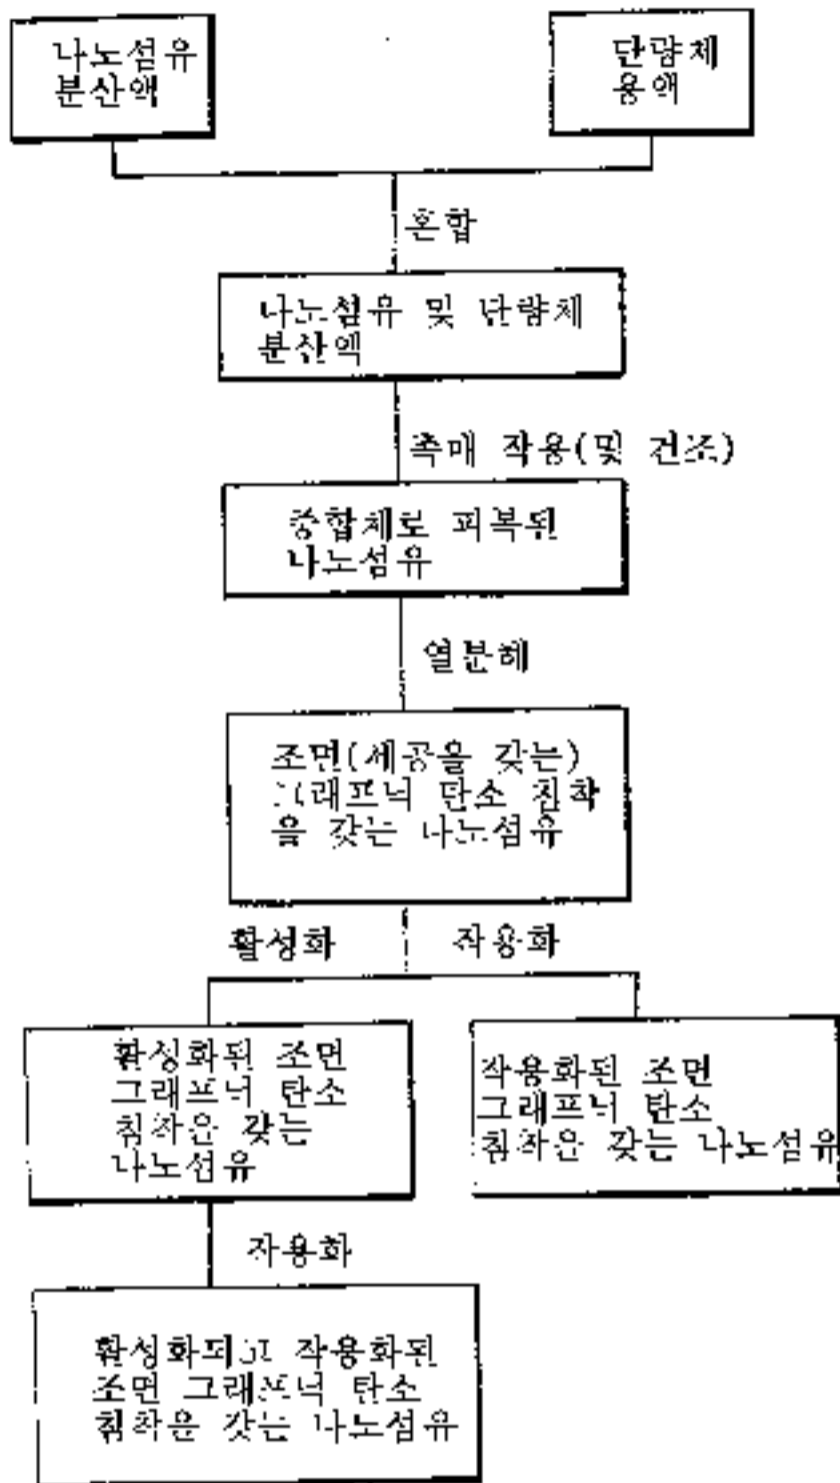 나노섬유
분산액
단량체
용액
혼합
나노섬유 및 단량체
분산액
촉매 작용(및 건조)
중합체로 피복된
나노섬유
열분해
조면(세공을 갖는)
그래프닉 탄소 침착
을 갖는 나노섬유
활성화
작용화
활성화된 조면
그래프닉 탄소
침착을 갖는
나노섬유
작용화된 조면
그래프닉 탄소
침착을 갖는 나노섬유
작용화
활성화되고 작용화된
조면 그래프닉 탄소
침착을 갖는 나노섬유